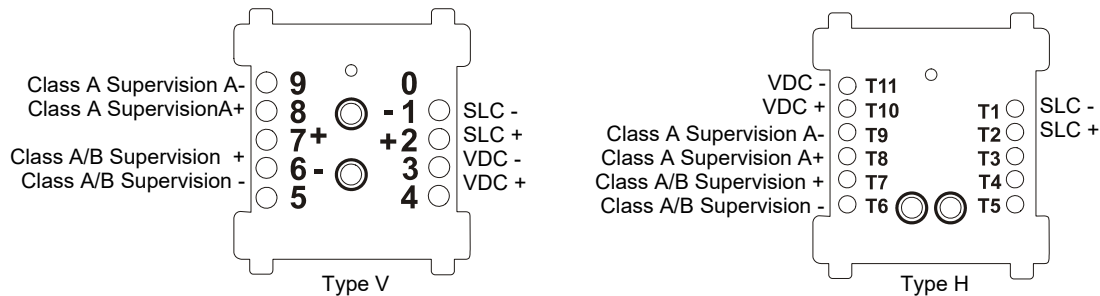 Class A Supervision A- 9 0
Class A SupervisionA+ 8 - 1 SLC -
7 + + 2 SLC +
Class A/B Supervision + 6 - 3 VDC -
Class A/B Supervision - 5 4 VDC +
Type V
VDC - T11
VDC + T10 T1 SLC -
Class A Supervision A- T9 T2 SLC +
Class A Supervision A+ T8 T3
Class A/B Supervision + T7 T4
Class A/B Supervision - T6 T5
Type H